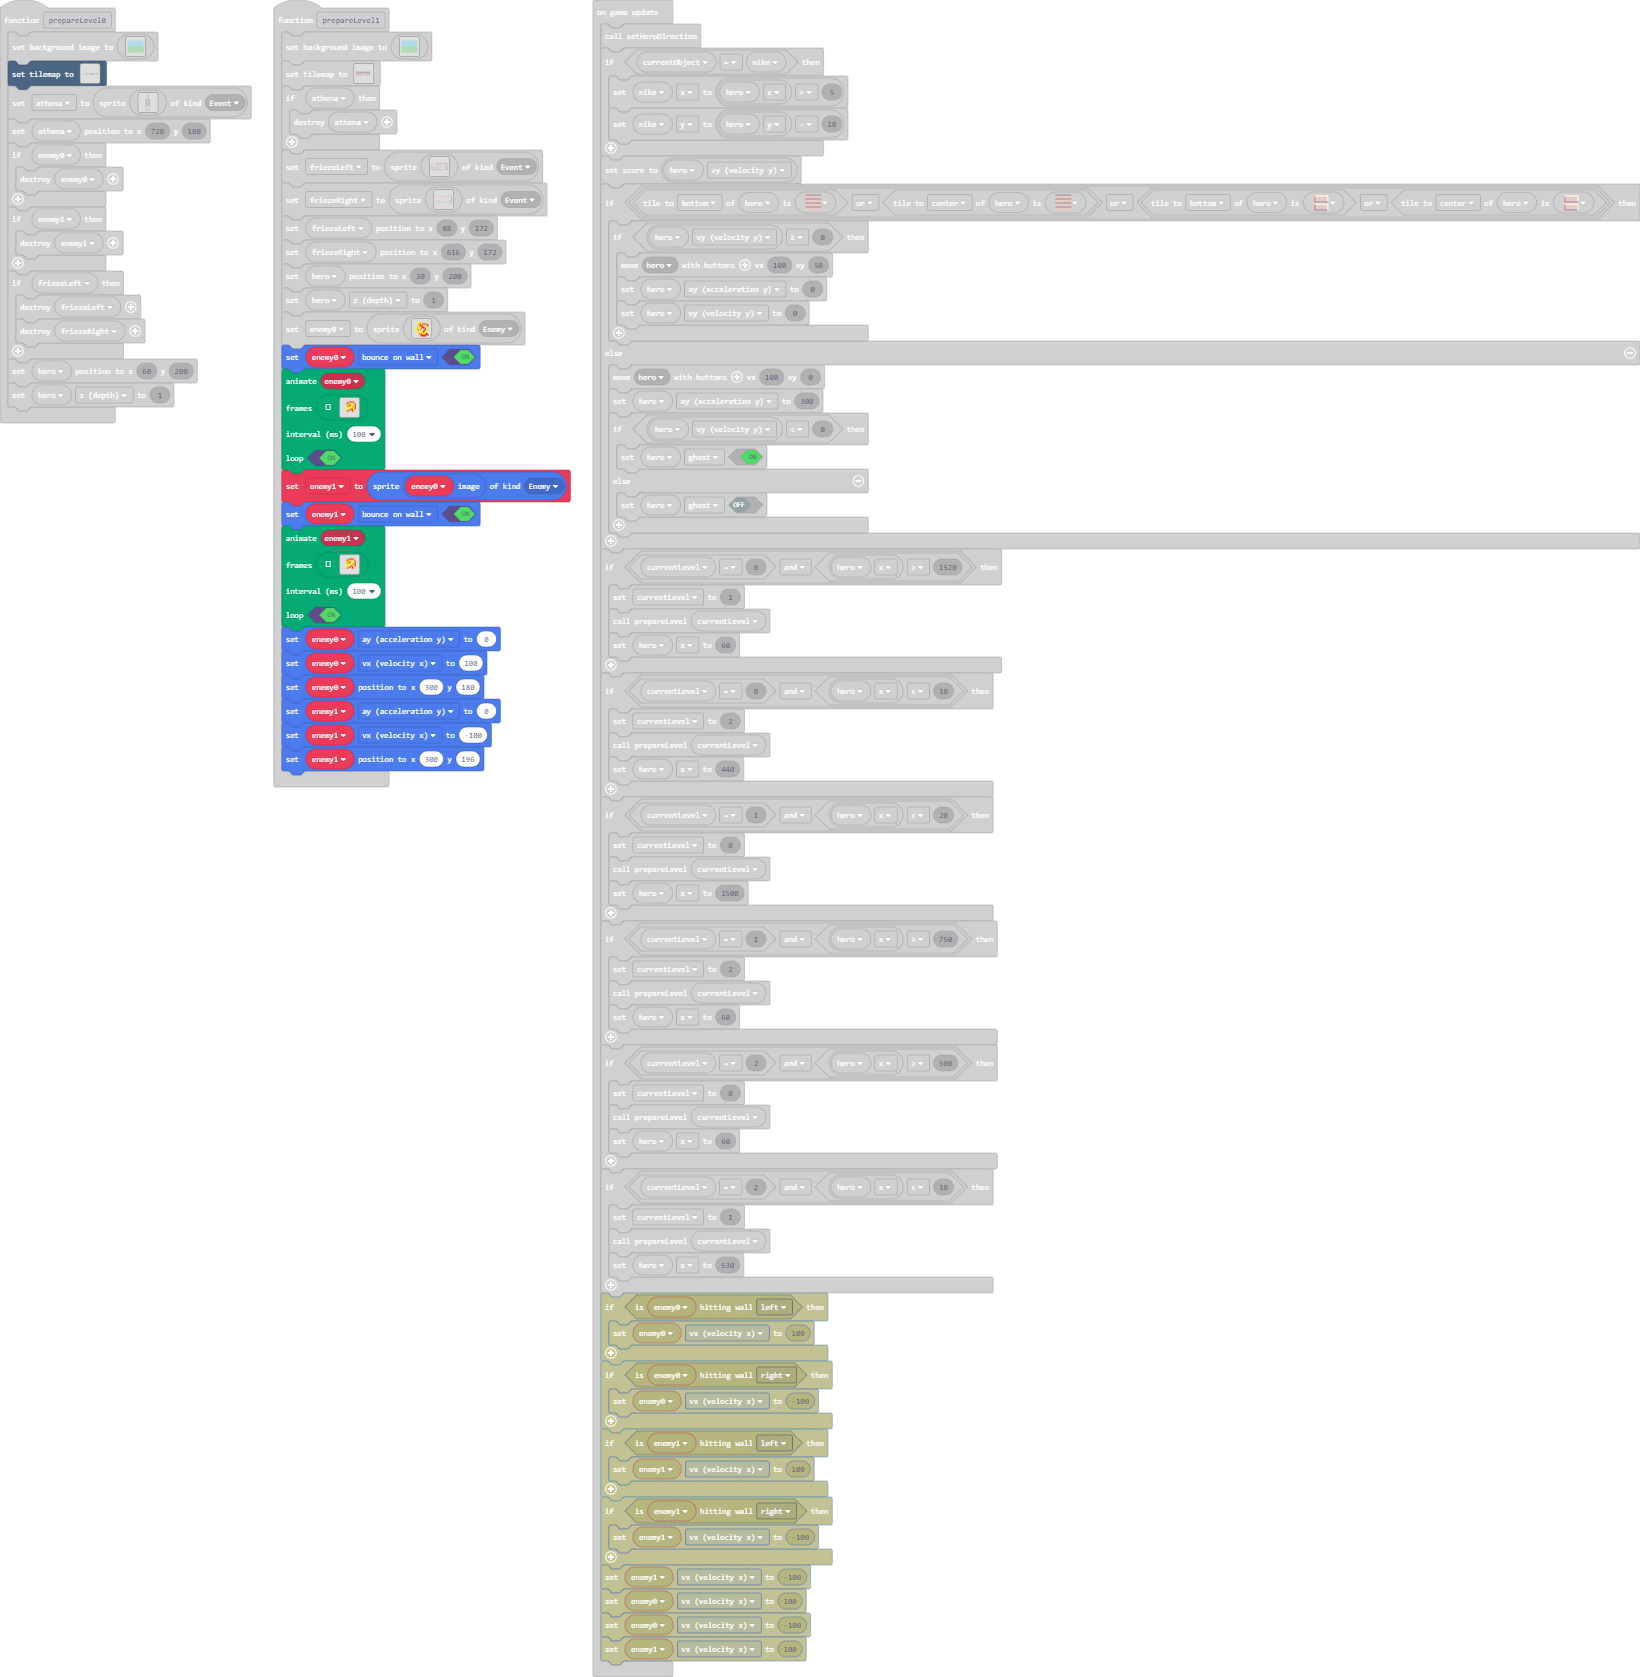 function prepareLevel0
set background image to
set tilemap to
set athena to sprite of kind Event
set athena position to x 720 y 180
if enemy0 then
destroy enemy0
if enemy1 then
destroy enemy1
if friezeLeft then
destroy friezeLeft
destroy friezeRight
set hero position to x 60 y 200
set hero z (depth) to 1
function prepareLevel1
set background image to
set tilemap to
if athena then
destroy athena
set friezeLeft to sprite of kind Event
set friezeRight to sprite of kind Event
set friezeLeft position to x 88 y 172
set friezeRight position to x 616 y 172
set hero position to x 30 y 200
set hero z (depth) to 1
set enemy0 to sprite of kind Enemy
set enemy0 bounce on wall ON
animate enemy0
frames
interval (ms) 100
loop ON
set enemy1 to sprite enemy0 image of kind Enemy
set enemy1 bounce on wall ON
animate enemy1
frames
interval (ms) 100
loop ON
set enemy0 ay (acceleration y) to 0
set enemy0 vx (velocity x) to 100
set enemy0 position to x 300 y 180
set enemy1 ay (acceleration y) to 0
set enemy1 vx (velocity x) to -100
set enemy1 position to x 300 y 196
on game update
call setHeroDirection
if currentObject = nike then
set nike x to hero x + 5
set nike y to hero y - 10
set score to hero vy (velocity y)
if tile to bottom of hero is or tile to center of hero is or tile to bottom of hero is or tile to center of hero is then
if hero vy (velocity y) ≥ 0 then
move hero with buttons vx 100 vy 50
set hero ay (acceleration y) to 0
set hero vy (velocity y) to 0
else
move hero with buttons vx 100 vy 0
set hero ay (acceleration y) to 300
if hero vy (velocity y) < 0 then
set hero ghost ON
else
set hero ghost OFF
if currentLevel = 0 and hero x > 1520 then
set currentLevel to 1
call prepareLevel currentLevel
set hero x to 60
if currentLevel = 0 and hero x < 10 then
set currentLevel to 2
call prepareLevel currentLevel
set hero x to 440
if currentLevel = 1 and hero x < 20 then
set currentLevel to 0
call prepareLevel currentLevel
set hero x to 1500
if currentLevel = 1 and hero x > 750 then
set currentLevel to 2
call prepareLevel currentLevel
set hero x to 60
if currentLevel = 2 and hero x > 500 then
set currentLevel to 0
call prepareLevel currentLevel
set hero x to 60
if currentLevel = 2 and hero x < 10 then
set currentLevel to 1
call prepareLevel currentLevel
set hero x to 630
if is enemy0 hitting wall left then
set enemy0 vx (velocity x) to 100
if is enemy0 hitting wall right then
set enemy0 vx (velocity x) to -100
if is enemy1 hitting wall left then
set enemy1 vx (velocity x) to 100
if is enemy1 hitting wall right then
set enemy1 vx (velocity x) to -100
set enemy1 vx (velocity x) to -100
set enemy0 vx (velocity x) to 100
set enemy0 vx (velocity x) to -100
set enemy1 vx (velocity x) to 100